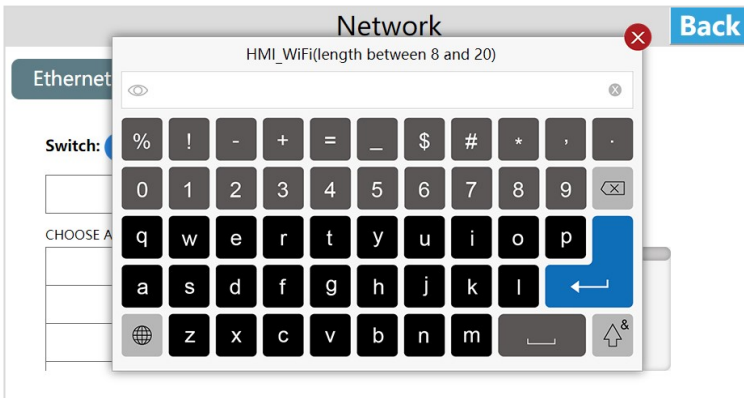 Network
Back
HMI_WiFi(length between 8 and 20)
Ethernet
Switch:
% ! - + = _ $ # * , .
0 1 2 3 4 5 6 7 8 9
CHOOSE A
q w e r t y u i o p
a s d f g h j k l
z x c v b n m
&